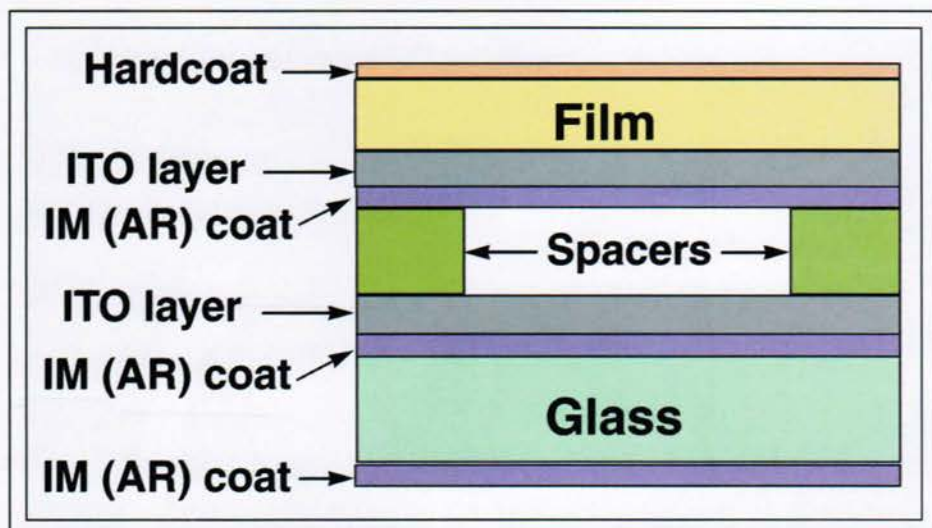 Hardcoat
Film
ITO layer
IM (AR) coat
Spacers
ITO layer
IM (AR) coat
Glass
IM (AR) coat